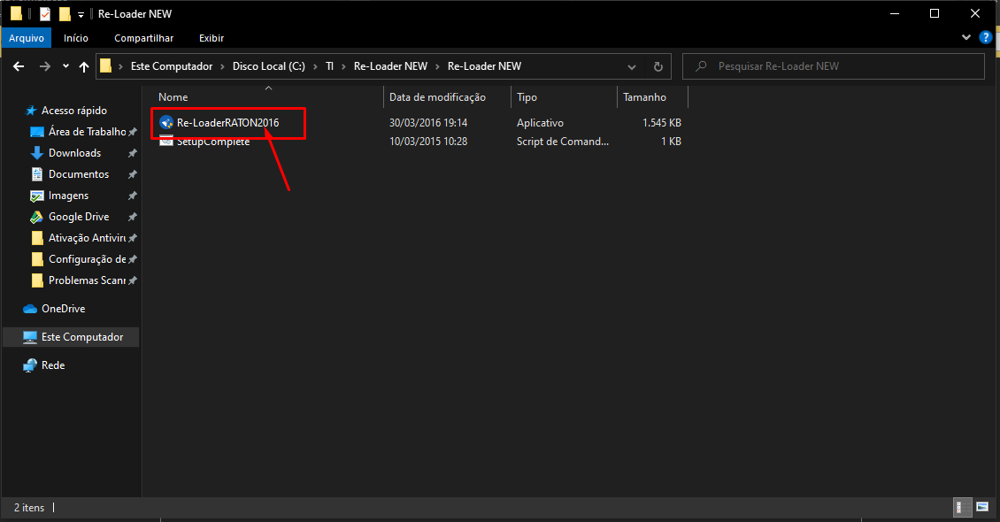 Re-Loader NEW
Arquivo Início Compartilhar Exibir
Este Computador Disco Local (C:) TI Re-Loader NEW Re-Loader NEW Pesquisar Re-Loader NEW
Nome Data de modificação Tipo Tamanho
Re-LoaderRATON2016 30/03/2016 19:14 Aplicativo 1.545 KB
SetupComplete 10/03/2015 10:28 Script de Comand... 1 KB
Acesso rápido
Área de Trabalho
Downloads
Documentos
Imagens
Google Drive
Ativação Antiviru
Configuração de
Problemas Scann
OneDrive
Este Computador
Rede
2 itens